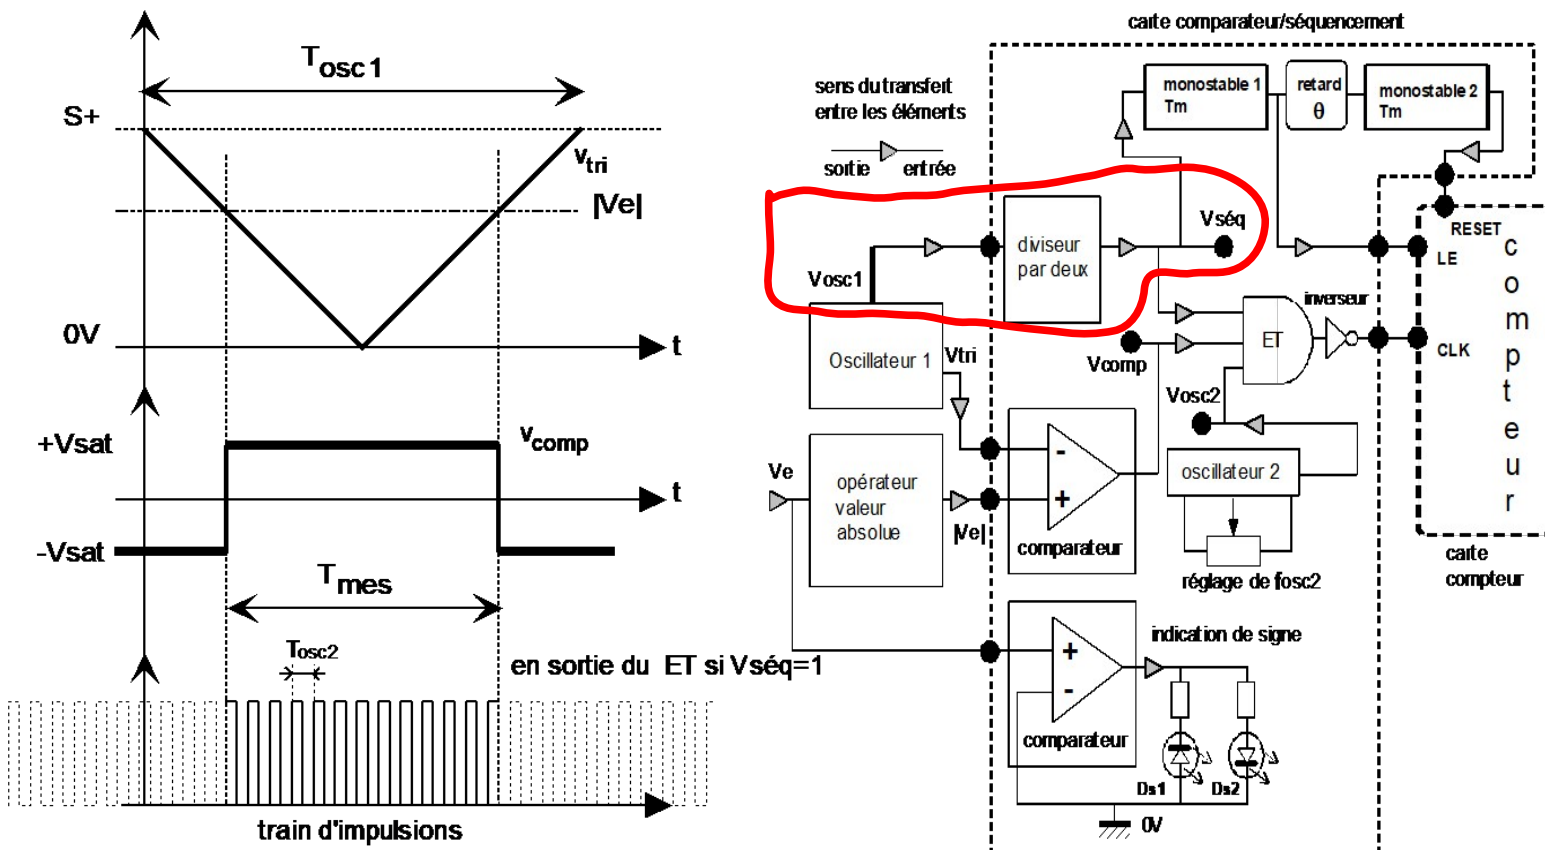 Tosc1
S+
vtri
|Ve|
0V
t
+Vsat
vcomp
t
-Vsat
Tmes
Tosc2
en sortie du ET si Vséq=1
train d'impulsions
carte comparateur/séquencement
sens du transfert
entre les éléments
sortie entrée
monostable 1
Tm
retard
θ
monostable 2
Tm
Vséq
diviseur
par deux
Vosc1
RESET
LE
CLK
compteur
inverseur
ET
Oscillateur 1
Vtri
Vcomp
Vosc2
-
+
comparateur
Ve
opérateur
valeur
absolue
|Ve|
oscillateur 2
réglage de fosc2
carte
compteur
indication de signe
+
-
comparateur
Ds1
Ds2
0V